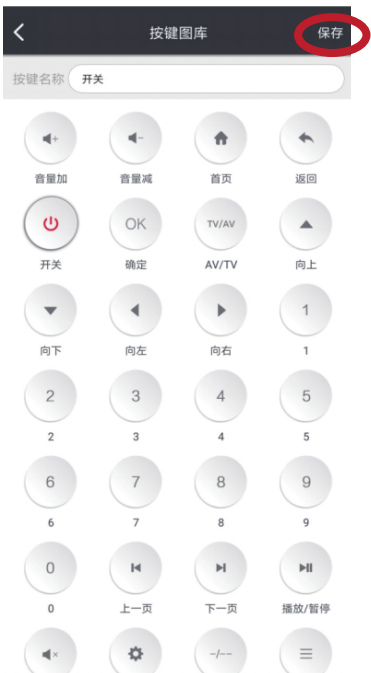 按键图库 保存
按键名称 开关
音量加 音量减 首页 返回
OK TV/AV
开关 确定 AV/TV 向上
1
向下 向左 向右 1
2 3 4 5
2 3 4 5
6 7 8 9
6 7 8 9
0
0 上一页 下一页 播放/暂停
-/--